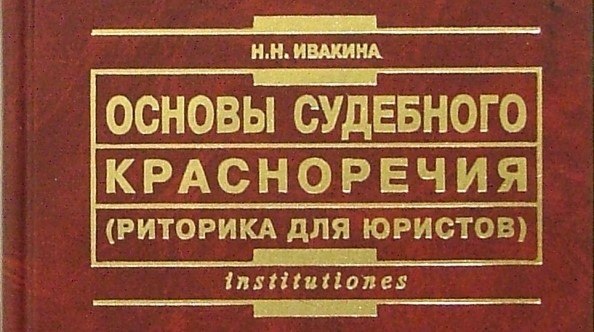 Н.Н. ИВАКИНА
ОСНОВЫ СУДЕБНОГО
КРАСНОРЕЧИЯ
(РИТОРИКА ДЛЯ ЮРИСТОВ)
institutiones